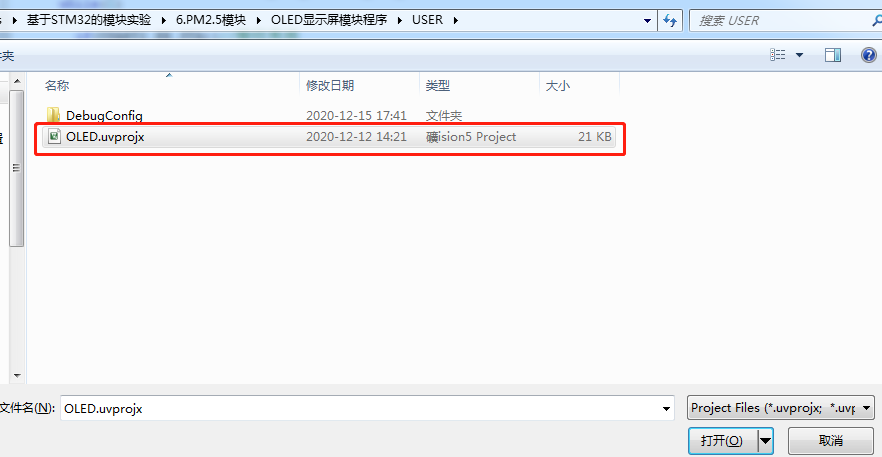 基于STM32的模块实验 ▸ 6.PM2.5模块 ▸ OLED显示屏模块程序 ▸ USER ▸
搜索 USER
夹
名称 修改日期 类型 大小
DebugConfig 2020-12-15 17:41 文件夹
OLED.uvprojx 2020-12-12 14:21 礦ision5 Project 21 KB
文件名(N): OLED.uvprojx
Project Files (*.uvprojx; *.uvp
打开(O) 取消